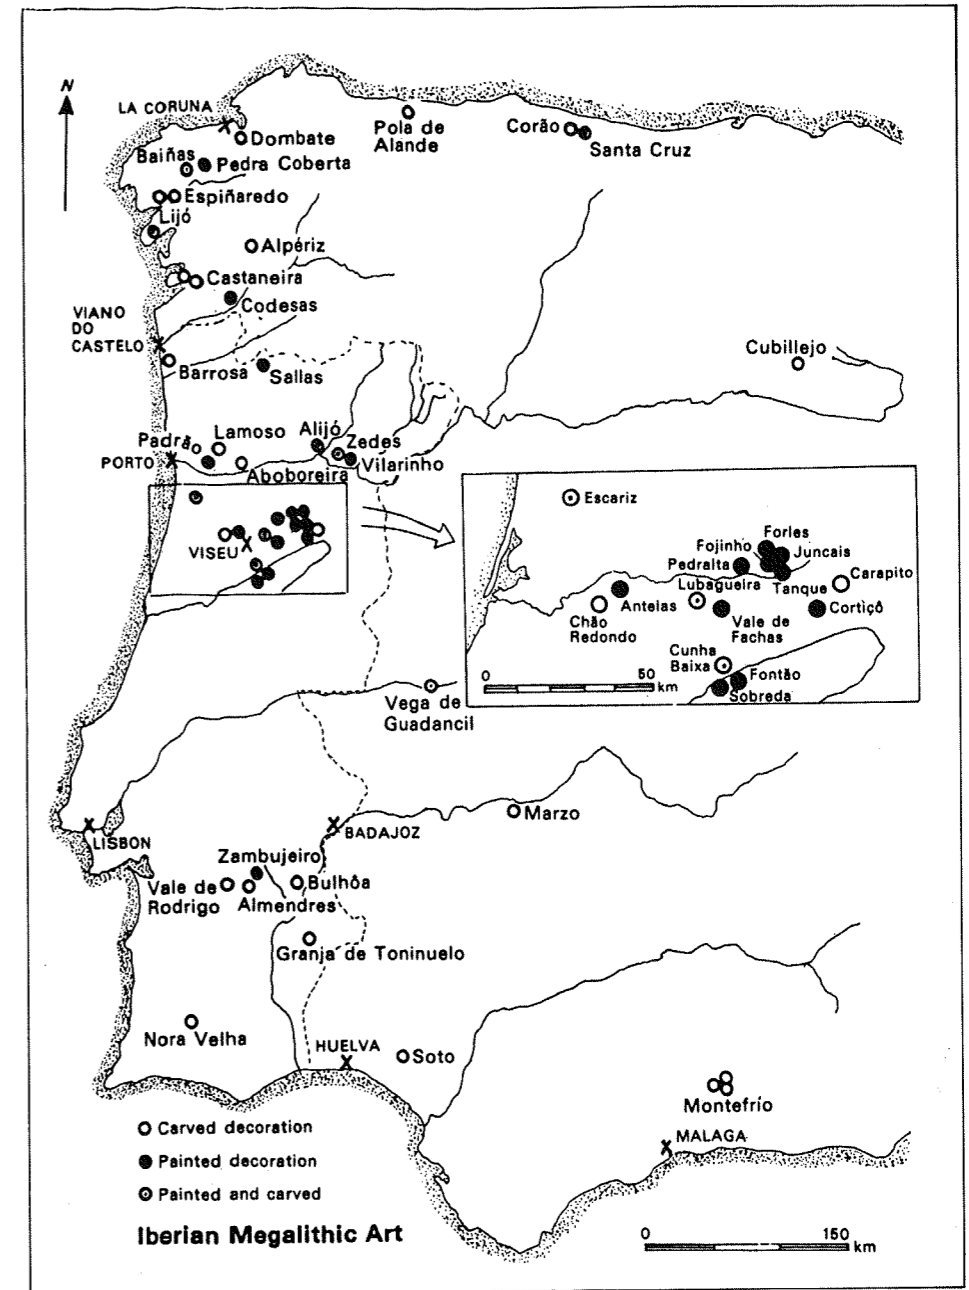 N
LA CORUNA
Dombate
Pola de
Alande
Corão
Santa Cruz
Baiñas
Pedra Coberta
Espiñaredo
Lijó
Alpériz
Castaneira
Codesas
VIANO
DO
CASTELO
Barrosa
Sallas
Cubillejo
Padrão
Lamoso
Alijó
Zedes
Vilarinho
PORTO
Aboboreira
VISEU
Escariz
Forles
Fojinho
Juncais
Pedralta
Carapito
Lubagueira
Tanque
Antelas
Chão
Redondo
Vale de
Fachas
Cortiçô
Cunha
Baixa
Fontão
Sobreda
0 50
km
Vega de
Guadancil
Marzo
BADAJOZ
LISBON
Zambujeiro
Vale de
Rodrigo
Almendres
Bulhôa
Granja de Toninuelo
Nora Velha
HUELVA
Soto
Montefrío
MALAGA
Carved decoration
Painted decoration
Painted and carved
Iberian Megalithic Art
0 150
km